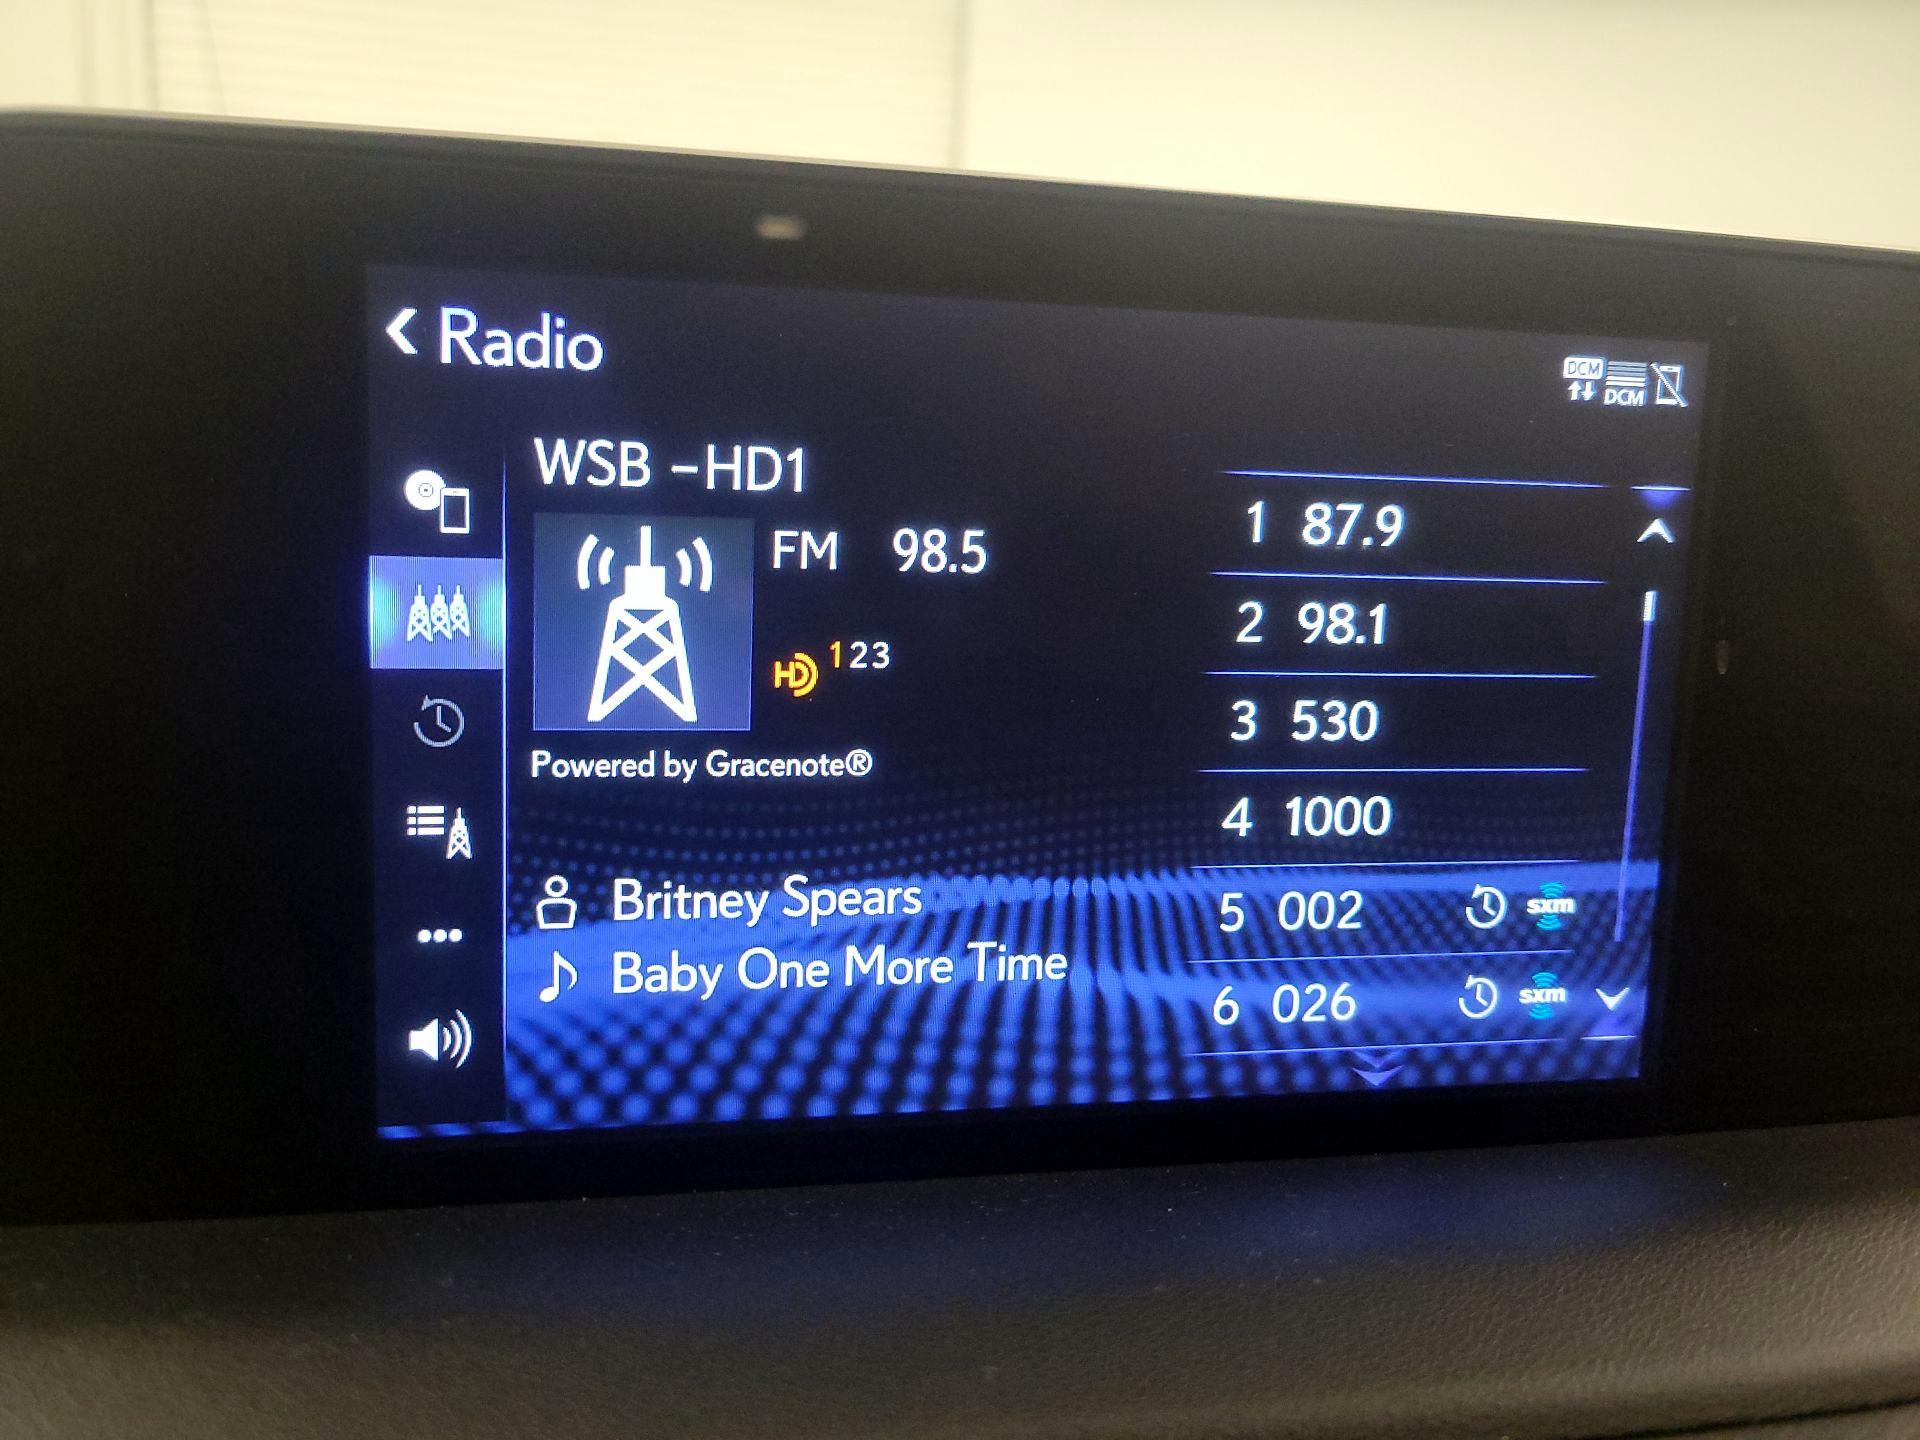 Radio
DCM
DCM
WSB -HD1
FM 98.5
HD 123
Powered by Gracenote®
Britney Spears
Baby One More Time
1 87.9
2 98.1
3 530
4 1000
5 002 sxm
6 026 sxm